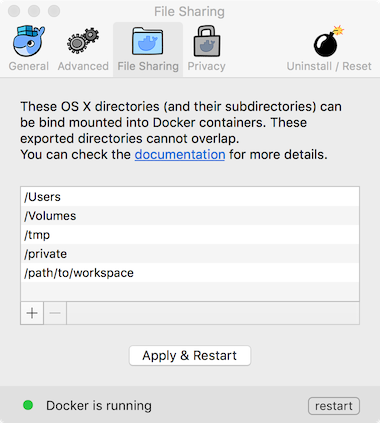 File Sharing
General
Advanced
File Sharing
Privacy
Uninstall / Reset
These OS X directories (and their subdirectories) can
be bind mounted into Docker containers. These
exported directories cannot overlap.
You can check the documentation for more details.
/Users
/Volumes
/tmp
/private
/path/to/workspace
Apply & Restart
Docker is running
restart